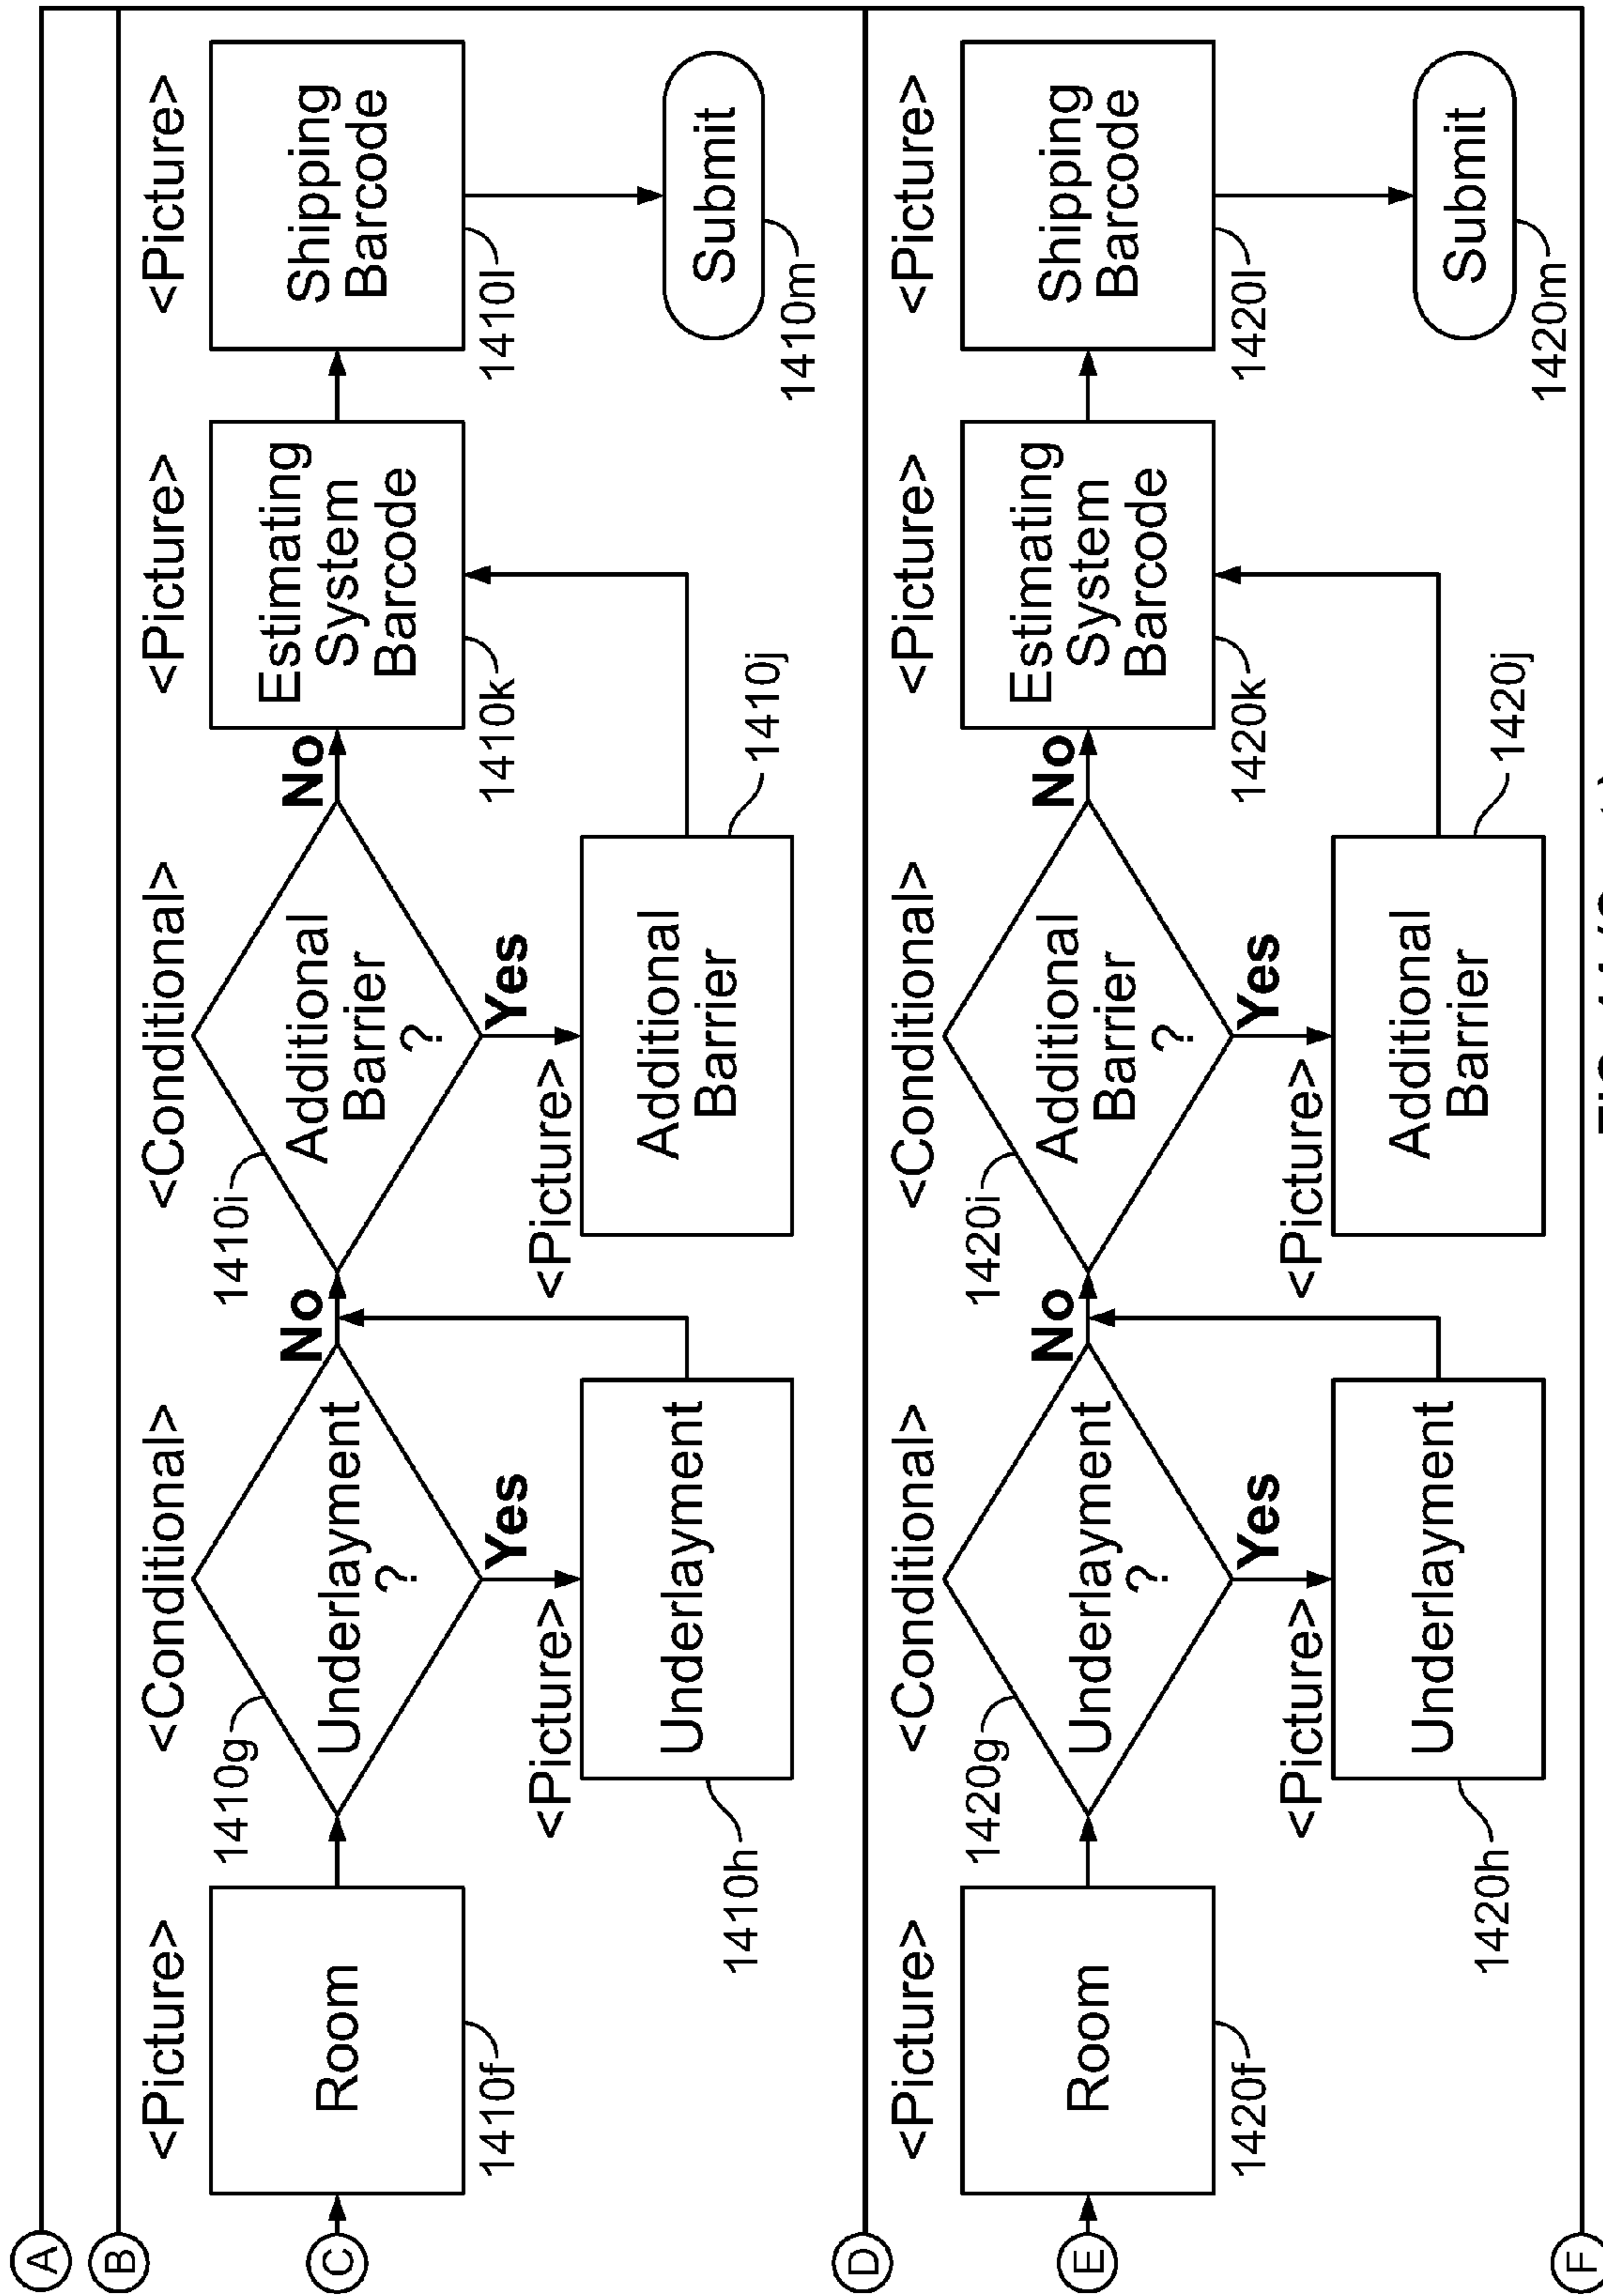 A
B
<Picture>
<Conditional>
<Conditional>
<Picture>
<Picture>
C
Room
1410f
1410g
Underlayment
?
No
Yes
<Picture>
Underlayment
1410h
1410i
Additional
Barrier
?
No
Yes
<Picture>
Additional
Barrier
1410j
Estimating
System
Barcode
1410k
Shipping
Barcode
1410l
Submit
1410m
D
<Picture>
<Conditional>
<Conditional>
<Picture>
<Picture>
E
Room
1420f
1420g
Underlayment
?
No
Yes
<Picture>
Underlayment
1420h
1420i
Additional
Barrier
?
No
Yes
<Picture>
Additional
Barrier
1420j
Estimating
System
Barcode
1420k
Shipping
Barcode
1420l
Submit
1420m
F